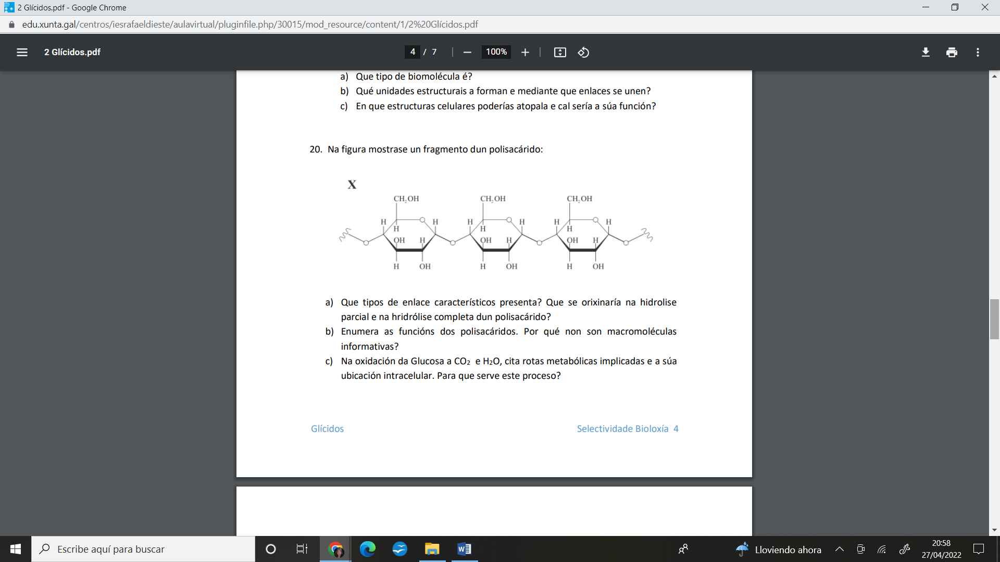 2 Glícidos.pdf - Google Chrome
edu.xunta.gal/centros/iesrafaeldieste/aulavirtual/pluginfile.php/30015/mod_resource/content/1/2%20Glícidos.pdf
2 Glícidos.pdf
4 / 7
100%
a) Que tipo de biomolécula é?
b) Qué unidades estructurais a forman e mediante que enlaces se unen?
c) En que estructuras celulares poderías atopala e cal sería a súa función?
20. Na figura mostrase un fragmento dun polisacárido:
X
CH2OH CH2OH CH2OH
H H H H H H
H H H
OH H OH H OH H
H OH H OH H OH
a) Que tipos de enlace característicos presenta? Que se orixinaría na hidrolise
parcial e na hridrólise completa dun polisacárido?
b) Enumera as funcións dos polisacáridos. Por qué non son macromoléculas
informativas?
c) Na oxidación da Glucosa a CO2 e H2O, cita rotas metabólicas implicadas e a súa
ubicación intracelular. Para que serve este proceso?
Glícidos
Selectividade Bioloxía 4
Escribe aquí para buscar
Lloviendo ahora
20:58
27/04/2022